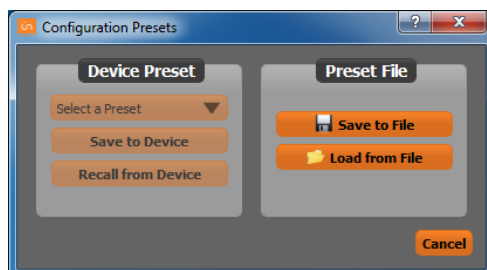 Configuration Presets
?
X
Device Preset
Select a Preset
Save to Device
Recall from Device
Preset File
Save to File
Load from File
Cancel